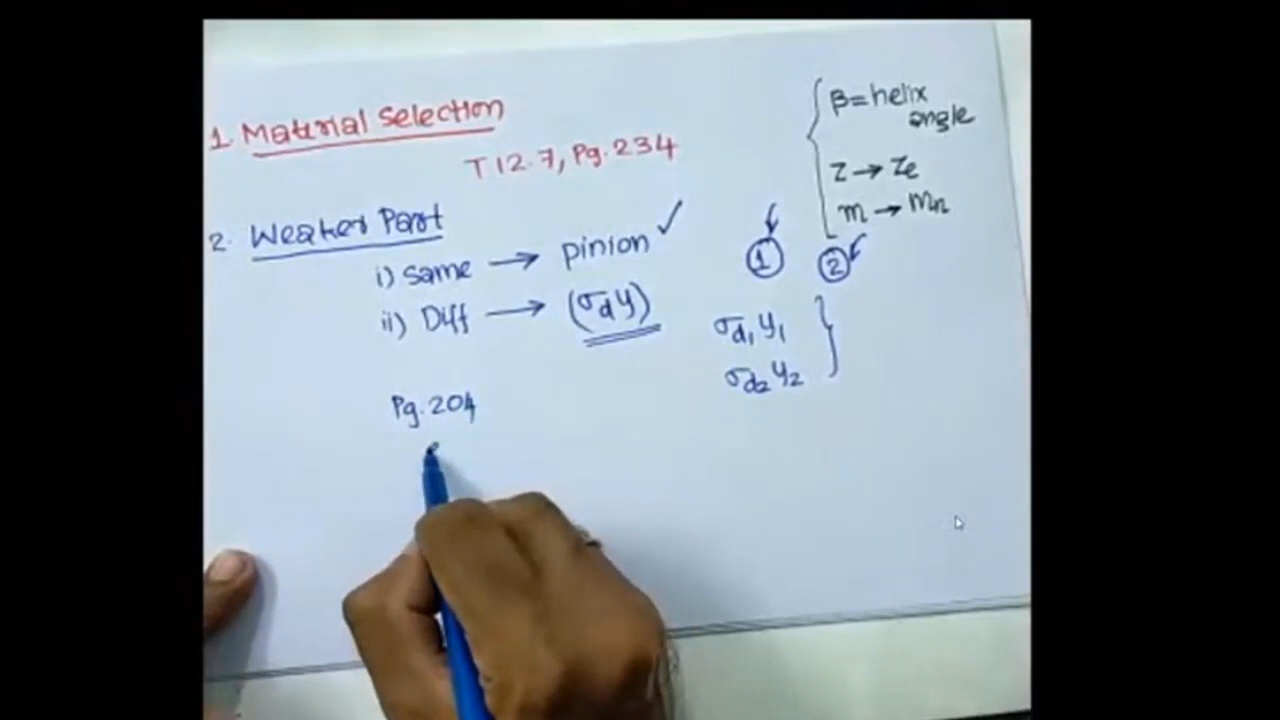 1. Material Selection
T 12.7, Pg. 234
2. Weaker Part
i) Same → pinion ✓
ii) Diff → (σd y)
Pg. 204
β = helix
angle
Z → Ze
m → mn
1 2
σd1 y1
σd2 y2